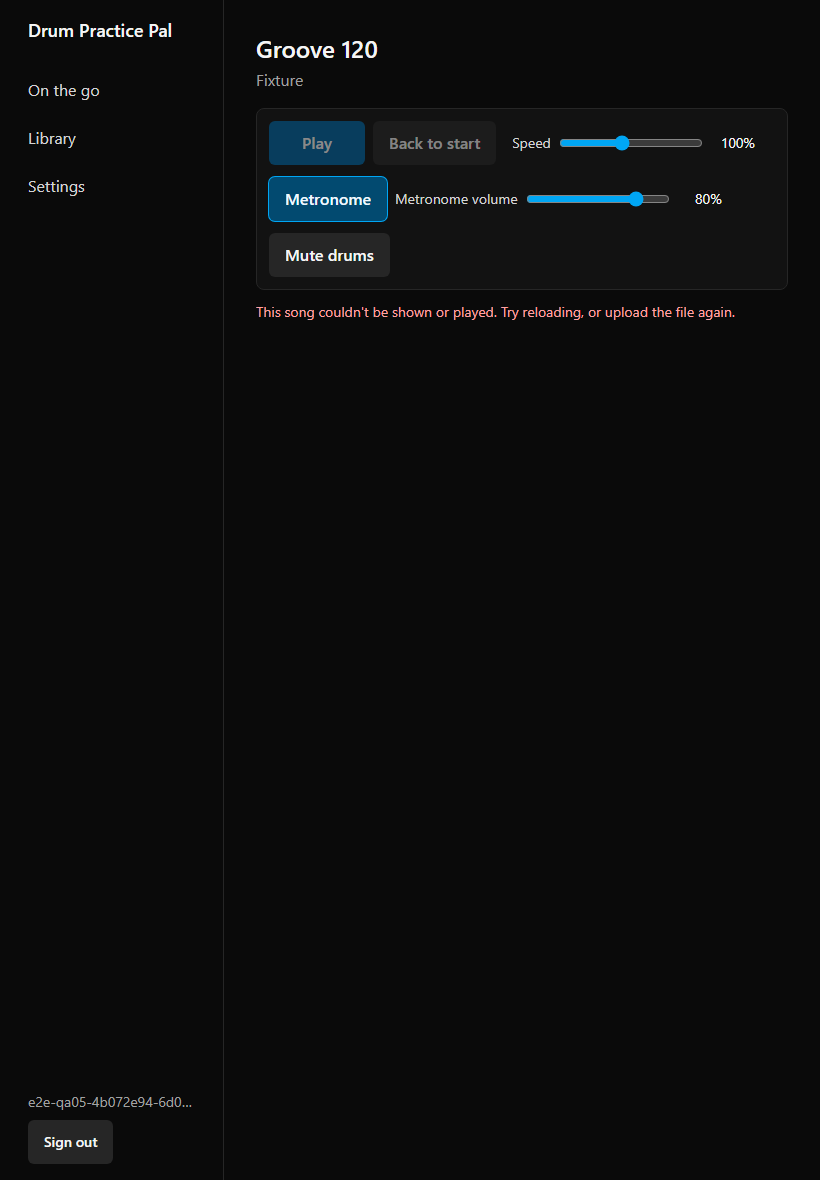 Drum Practice Pal
On the go
Library
Settings
Groove 120
Fixture
Play Back to start Speed 100%
Metronome Metronome volume 80%
Mute drums
This song couldn't be shown or played. Try reloading, or upload the file again.
e2e-qa05-4b072e94-6d0...
Sign out